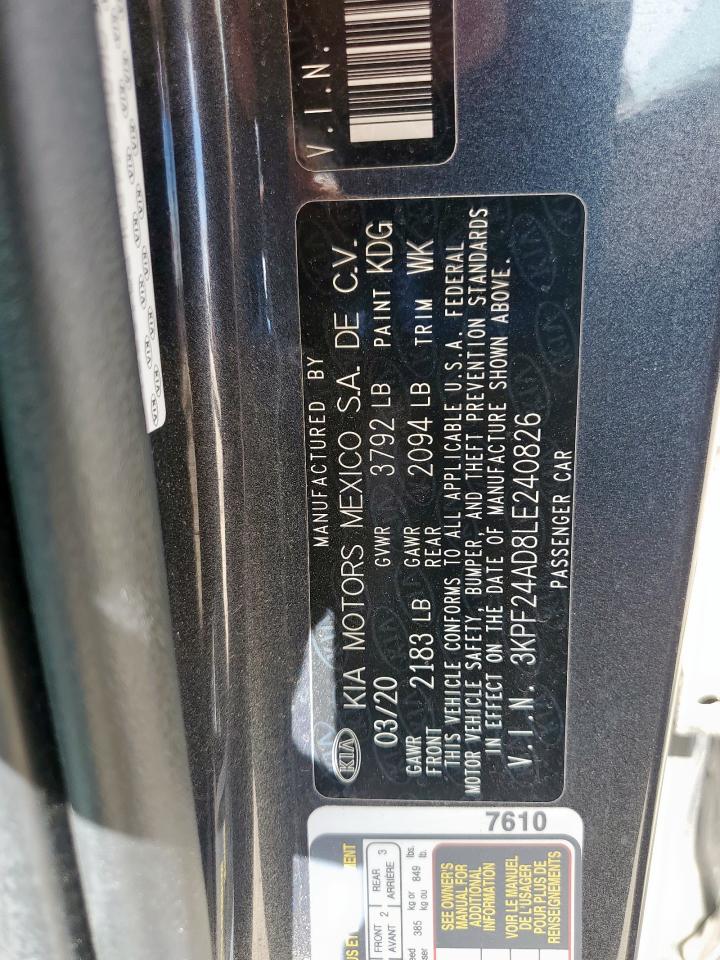 V.I.N.
MANUFACTURED BY
KIA KIA MOTORS MEXICO S.A. DE C.V.
03/20 GVWR 3792 LB PAINT KDG
GAWR FRONT 2183 LB GAWR REAR 2094 LB TRIM WK
THIS VEHICLE CONFORMS TO ALL APPLICABLE U.S.A. FEDERAL
MOTOR VEHICLE SAFETY, BUMPER, AND THEFT PREVENTION STANDARDS
IN EFFECT ON THE DATE OF MANUFACTURE SHOWN ABOVE.
V.I.N. 3KPF24AD8LE240826
PASSENGER CAR
FRONT 2 REAR 3
AVANT ARRIÈRE
385 kg or 849 lbs.
kg ou lb.
SEE OWNER'S
MANUAL FOR
ADDITIONAL
INFORMATION
VOIR LE MANUEL
DE L'USAGER
POUR PLUS DE
RENSEIGNEMENTS
7610